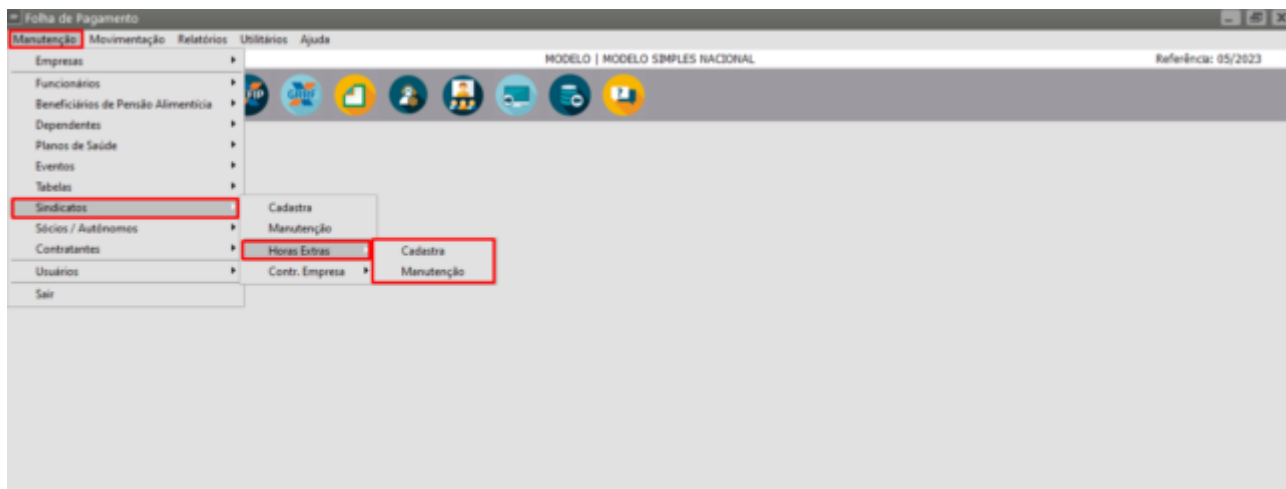 Folha de Pagamento
Manutenção Movimentação Relatórios Utilitários Ajuda
MODELO | MODELO SIMPLES NACIONAL Referência: 05/2023
Empresas
Funcionários
Beneficiários de Pensão Alimentícia
Dependentes
Planos de Saúde
Eventos
Tabelas
Sindicatos
Sócios / Autônomos
Contratantes
Usuários
Sair
Cadastra
Manutenção
Horas Extras
Contr. Empresa
Cadastra
Manutenção
GRRF